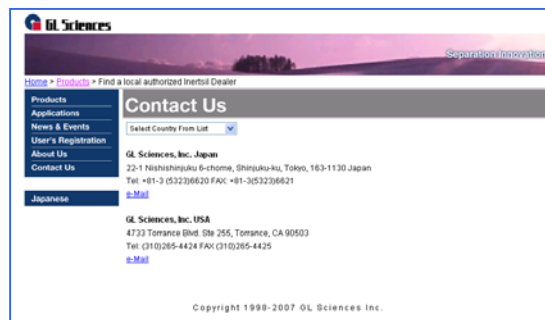 GL Sciences
Separation Innovation
Home > Products > Find a local authorized Inertsil Dealer
Products
Applications
News & Events
User's Registration
About Us
Contact Us
Japanese
Contact Us
Select Country From List
GL Sciences, Inc. Japan
22-1 Nishishinjuku 6-chome, Shinjuku-ku, Tokyo, 163-1130 Japan
Tel: +81-3 (5323)6620 FAX: +81-3(5323)6621
e-Mail
GL Sciences, Inc. USA
4733 Torrance Blvd. Ste 255, Torrance, CA 90503
Tel: (310)265-4424 FAX (310)265-4425
e-Mail
Copyright 1998-2007 GL Sciences Inc.